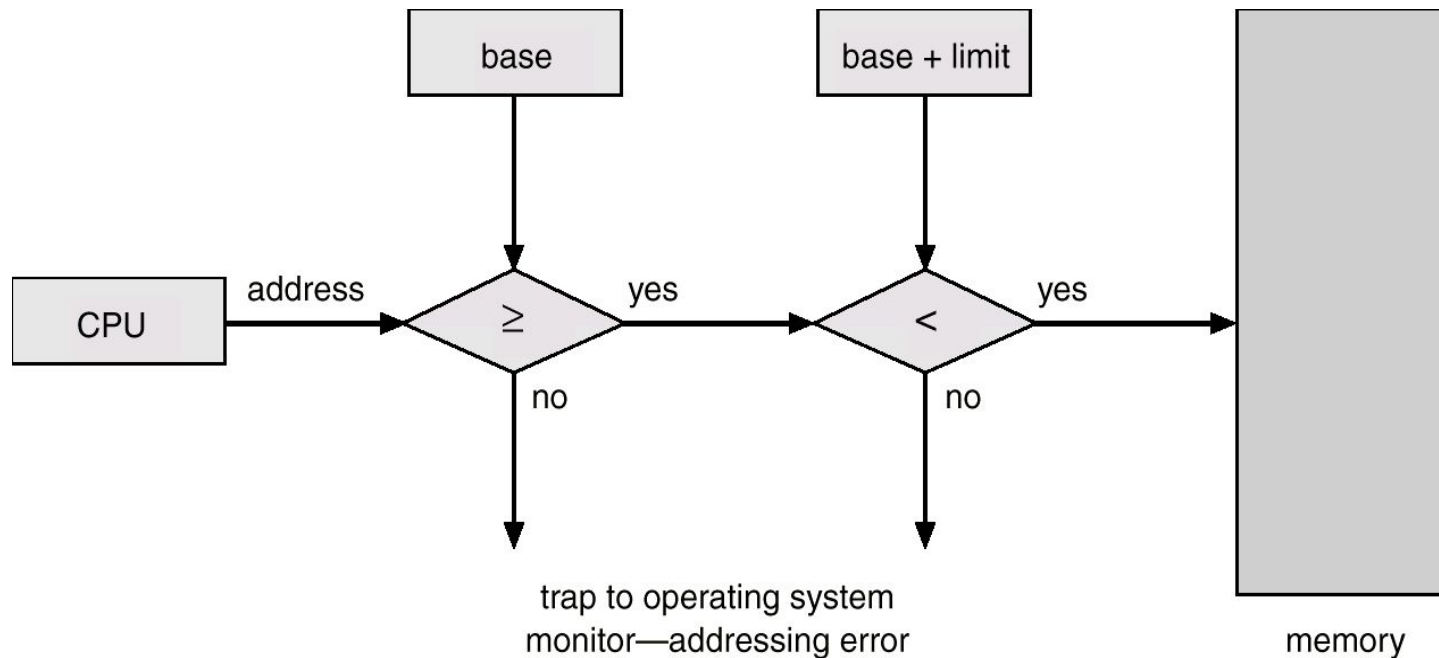 base
base + limit
CPU
address
≥
yes
<
yes
no
no
trap to operating system
monitor—addressing error
memory